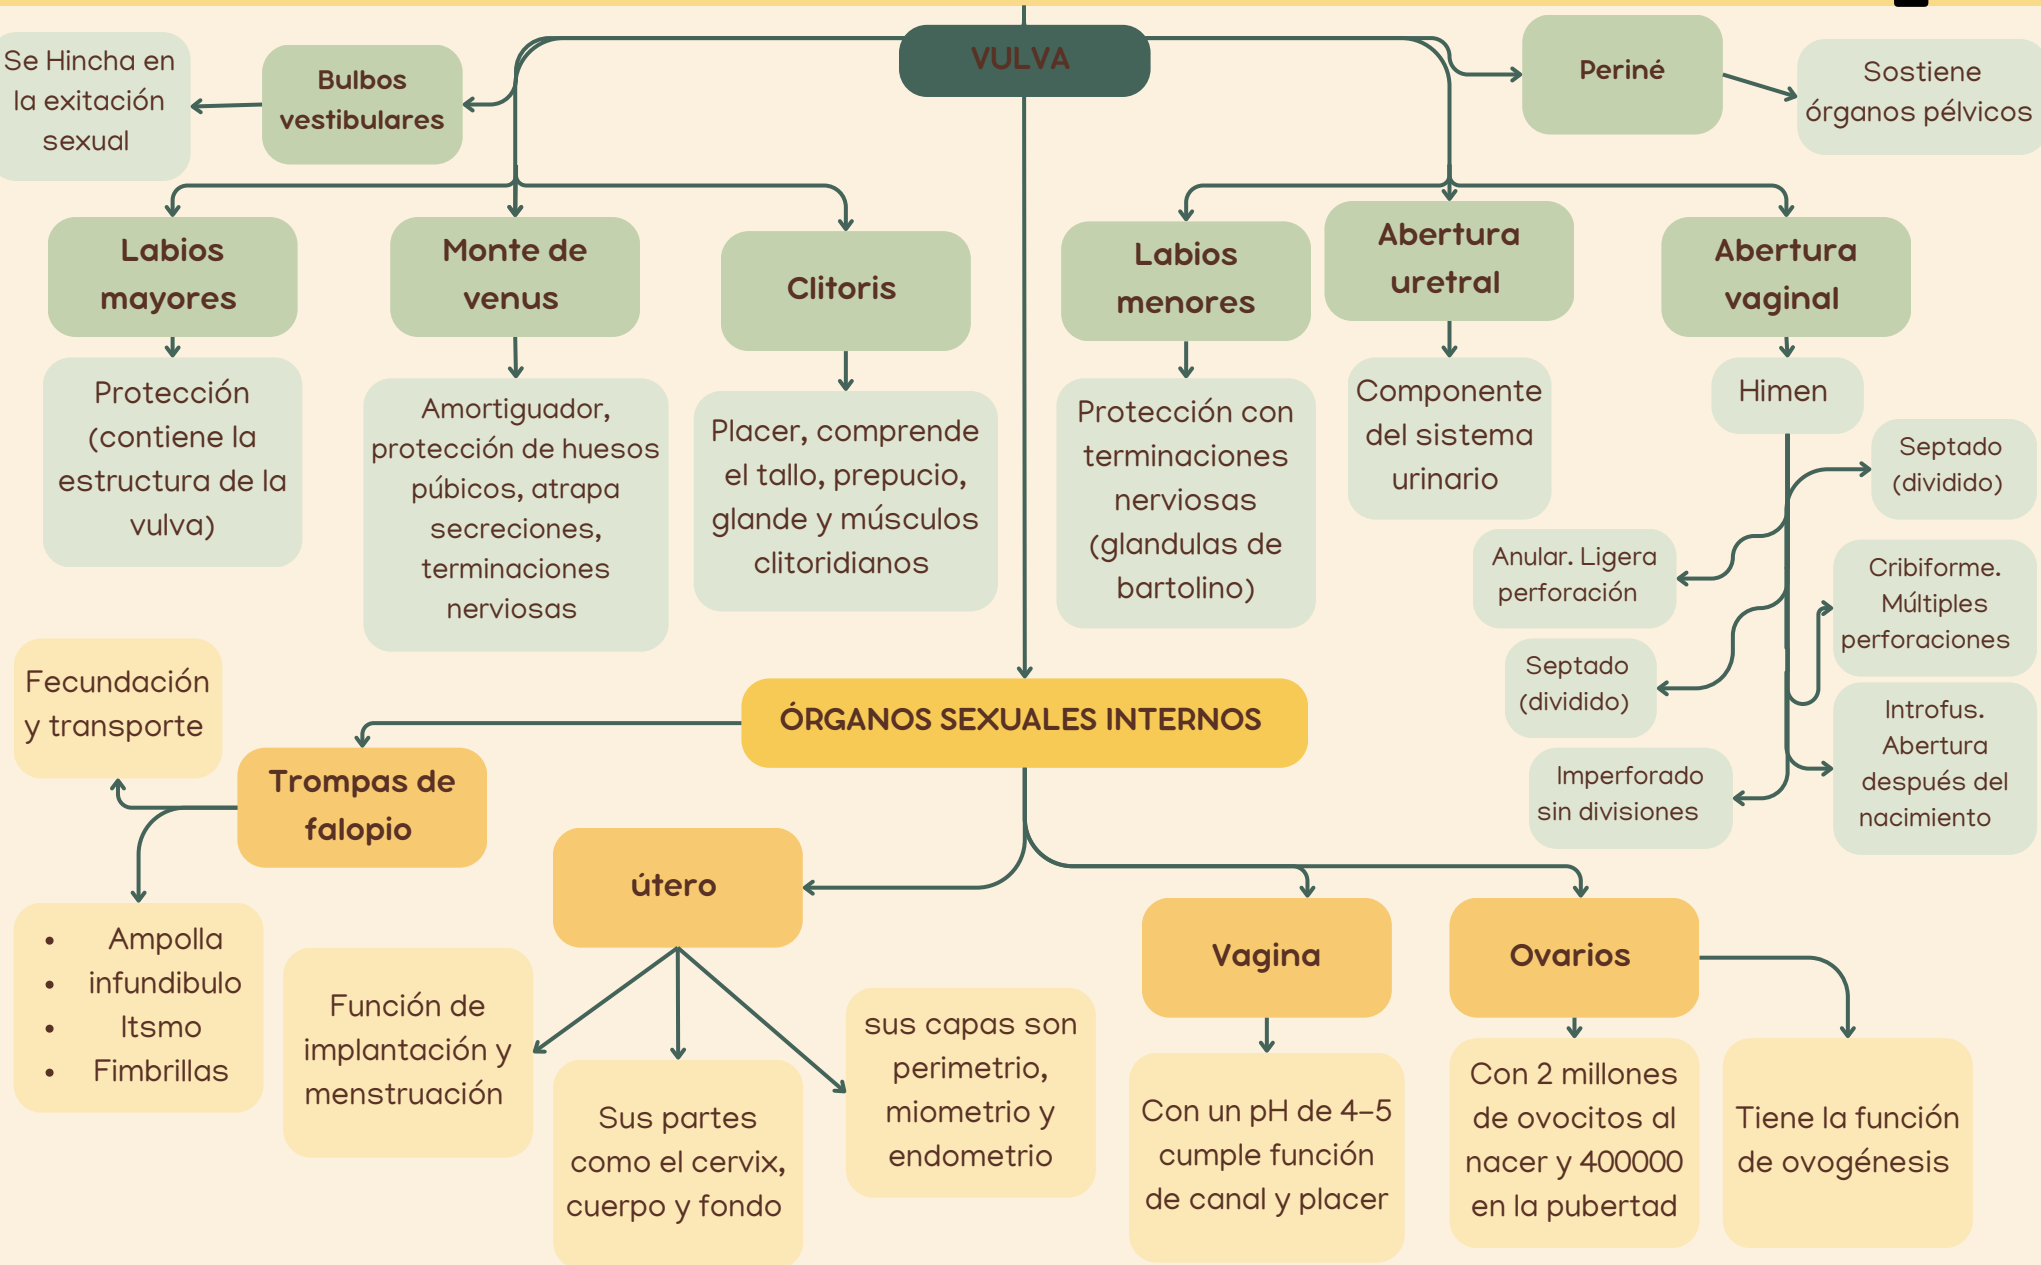 VULVA
Se Hincha en
la exitación
sexual
Bulbos
vestibulares
Periné
Sostiene
órganos pélvicos
Labios
mayores
Monte de
venus
Clitoris
Labios
menores
Abertura
uretral
Abertura
vaginal
Protección
(contiene la
estructura de la
vulva)
Amortiguador,
protección de huesos
púbicos, atrapa
secreciones,
terminaciones
nerviosas
Placer, comprende
el tallo, prepucio,
glande y músculos
clitoridianos
Protección con
terminaciones
nerviosas
(glandulas de
bartolino)
Componente
del sistema
urinario
Himen
Septado
(dividido)
Anular. Ligera
perforación
Cribiforme.
Múltiples
perforaciones
Septado
(dividido)
Introfus.
Abertura
después del
nacimiento
Imperforado
sin divisiones
ÓRGANOS SEXUALES INTERNOS
Fecundación
y transporte
Trompas de
falopio
• Ampolla
• infundibulo
• Itsmo
• Fimbrillas
útero
Función de
implantación y
menstruación
Sus partes
como el cervix,
cuerpo y fondo
sus capas son
perimetrio,
miometrio y
endometrio
Vagina
Con un pH de 4-5
cumple función
de canal y placer
Ovarios
Con 2 millones
de ovocitos al
nacer y 400000
en la pubertad
Tiene la función
de ovogénesis